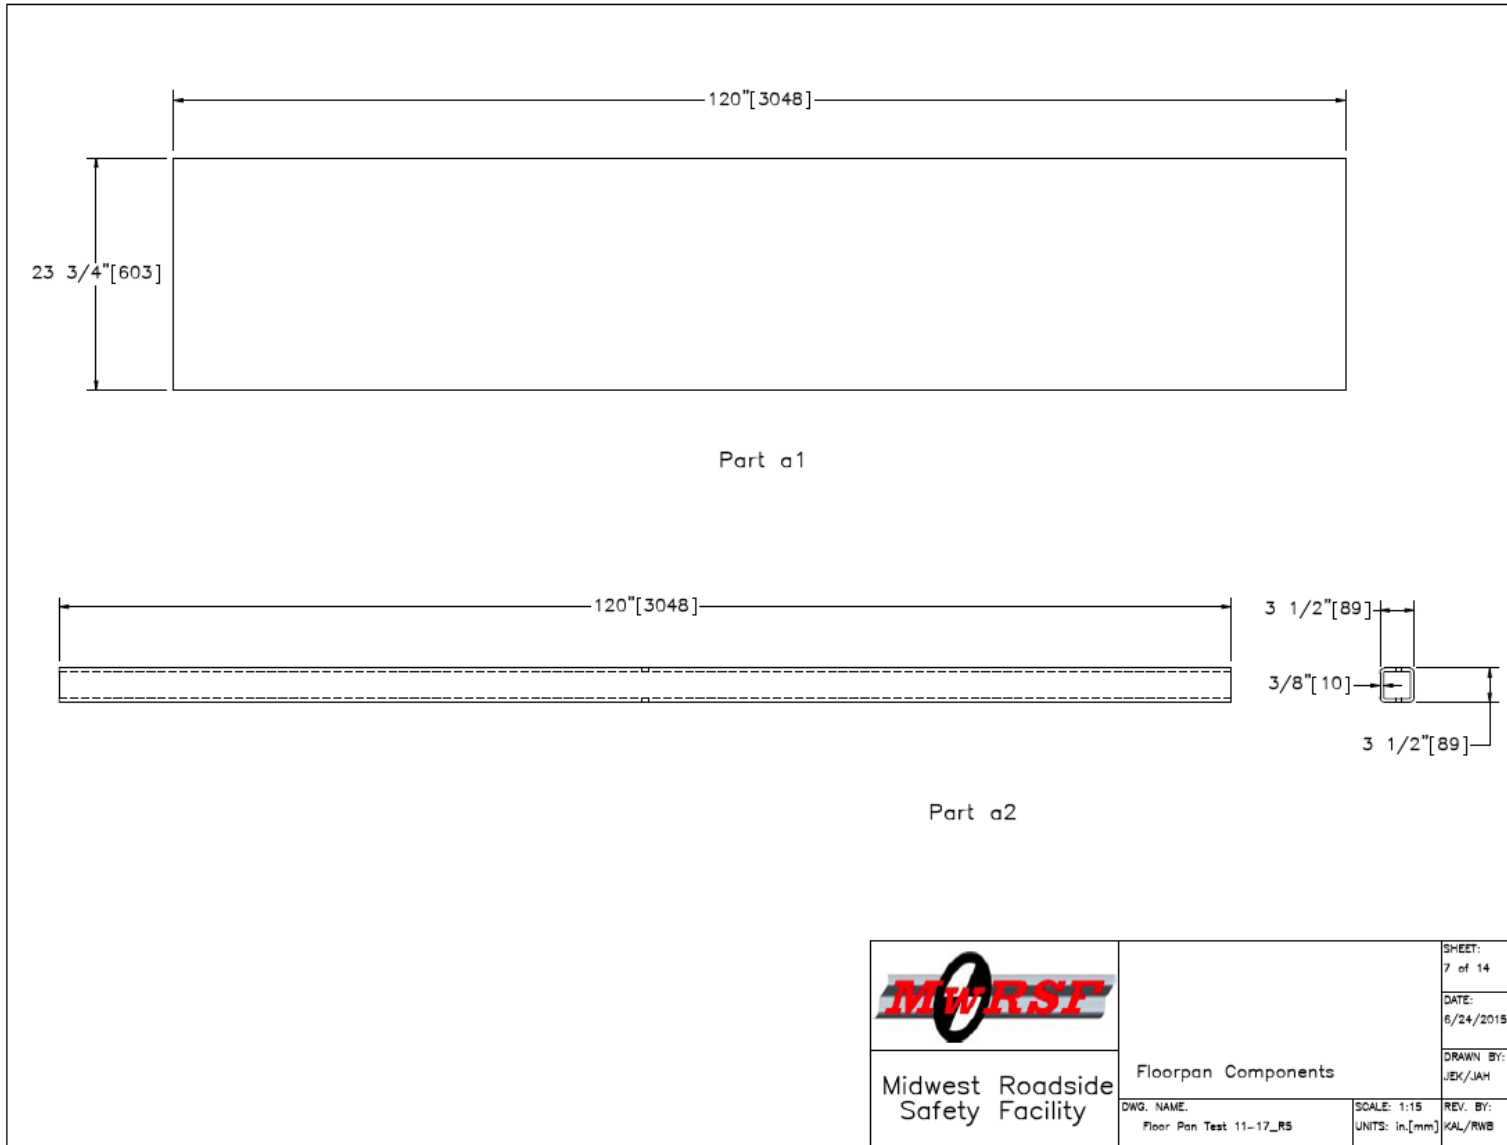 120"[3048]
23 3/4"[603]
Part a1
120"[3048]
3 1/2"[89]
3/8"[10]
3 1/2"[89]
Part a2
MwRSF
Midwest Roadside
Safety Facility
Floorpan Components
DWG. NAME.
Floor Pan Test 11-17_R5
SCALE: 1:15
UNITS: in.[mm]
SHEET:
7 of 14
DATE:
6/24/2015
DRAWN BY:
JEK/JAH
REV. BY:
KAL/RWB